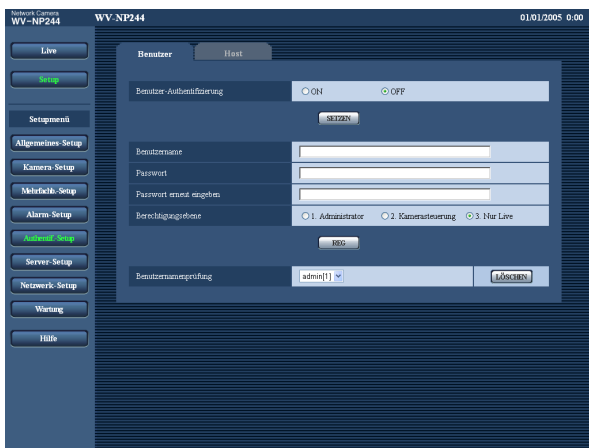 Network Camera
WV-NP244
WV-NP244
01/01/2005 0:00
Live
Setup
Setupmenü
Allgemeines-Setup
Kamera-Setup
Mehrfachb.-Setup
Alarm-Setup
Authentif.-Setup
Server-Setup
Netzwerk-Setup
Wartung
Hilfe
Benutzer
Host
Benutzer-Authentifizierung
ON
OFF
SETZEN
Benutzername
Passwort
Passwort erneut eingeben
Berechtigungsebene
1. Administrator
2. Kamerasteuerung
3. Nur Live
REG
Benutzernamenprüfung
admin[1]
LÖSCHEN